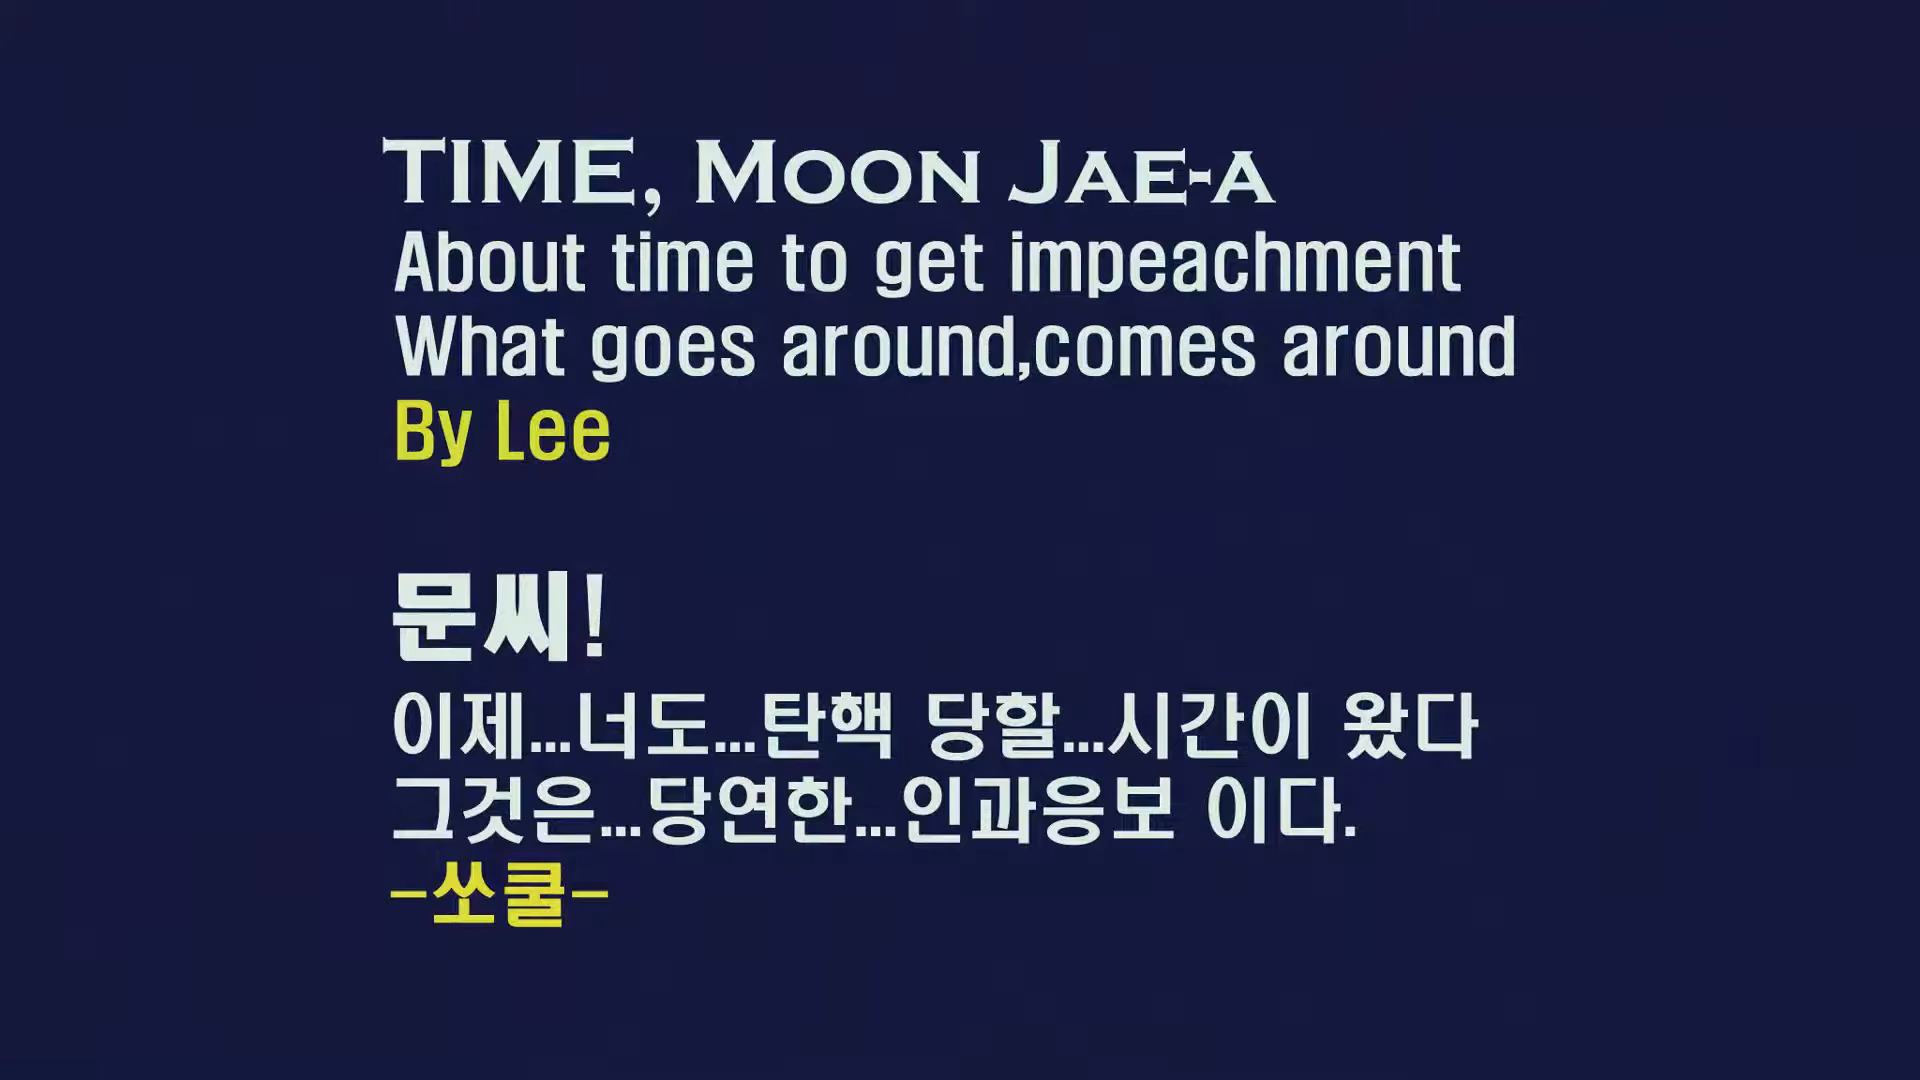 TIME, MOON JAE-A
About time to get impeachment
What goes around,comes around
By Lee
문씨!
이제...너도...탄핵 당할...시간이 왔다
그것은...당연한...인과응보 이다.
-쏘쿨-